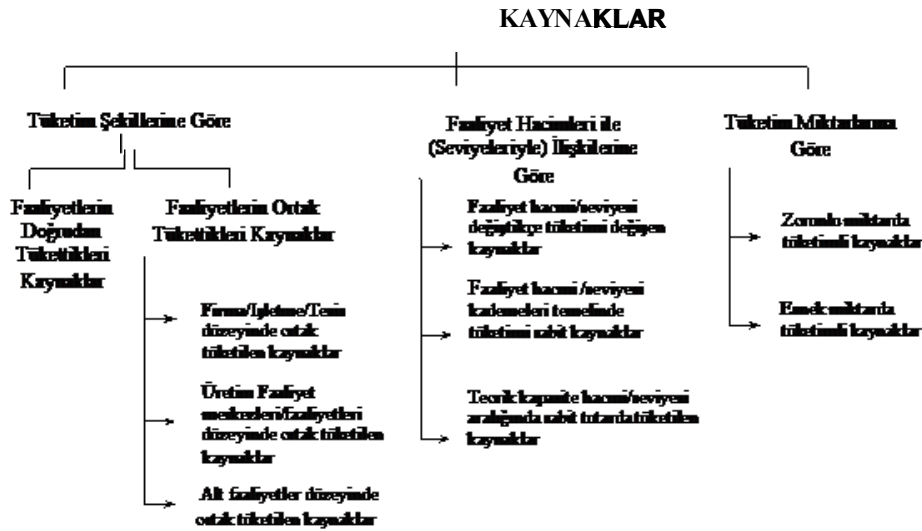 KAYNAKLAR
Tüketim Şekillerine Göre
Faaliyetlerin
Doğrudan
Tükettikleri
Kaynaklar
Faaliyetlerin Ortak
Tükettikleri Kaynaklar
Firma/İşletme/Tesis
düzeyinde ortak
tüketilen kaynaklar
Üretim Faaliyet
merkezleri/faaliyetleri
düzeyinde ortak tüketilen
kaynaklar
Alt faaliyetler düzeyinde
ortak tüketilen kaynaklar
Faaliyet Hacimleri ile
(Seviyeleriyle) İlişkilerine
Göre
Faaliyet hacmi/seviyesi
değiştikçe tüketimi değişen
kaynaklar
Faaliyet hacmi /seviyesi
kademeleri temelinde
tüketimi sabit kaynaklar
Teorik kapasite hacmi/seviyesi
aralığında sabit tutarda tüketilen
kaynaklar
Tüketim Miktarlarına
Göre
Zorunlu miktarda
tüketimli kaynaklar
Esnek miktarda
tüketimli kaynaklar